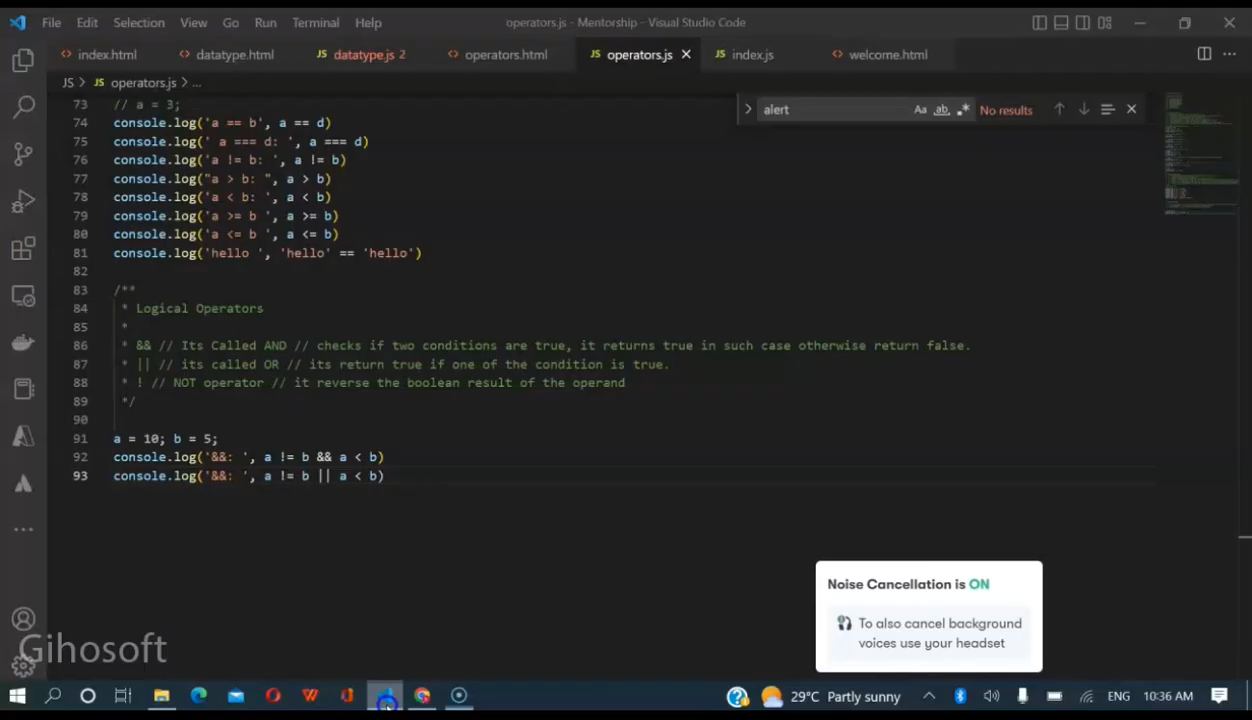 File Edit Selection View Go Run Terminal Help operators.js - Mentorship - Visual Studio Code
index.html datatype.html JS datatype.js 2 operators.html JS operators.js index.js welcome.html
JS > JS operators.js > ...
alert Aa ab No results
73 // a = 3;
74 console.log('a == b', a == d)
75 console.log(' a === d: ', a === d)
76 console.log('a != b: ', a != b)
77 console.log("a > b: ", a > b)
78 console.log('a < b: ', a < b)
79 console.log('a >= b ', a >= b)
80 console.log('a <= b ', a <= b)
81 console.log('hello ', 'hello' == 'hello')
82
83 /**
84 * Logical Operators
85 *
86 * && // Its Called AND // checks if two conditions are true, it returns true in such case otherwise return false.
87 * || // its called OR // its return true if one of the condition is true.
88 * ! // NOT operator // it reverse the boolean result of the operand
89 */
90
91 a = 10; b = 5;
92 console.log('&&: ', a != b && a < b)
93 console.log('&&: ', a != b || a < b)
Noise Cancellation is ON
To also cancel background
voices use your headset
Gihosoft
29°C Partly sunny ENG 10:36 AM